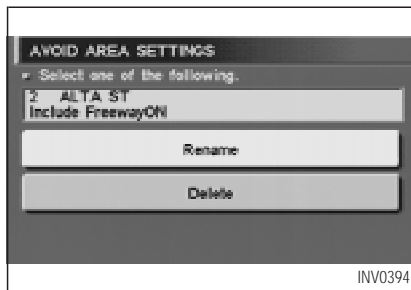 AVOID AREA SETTINGS
Select one of the following.
2 ALTA ST
Include FreewayON
Rename
Delete
INV0394